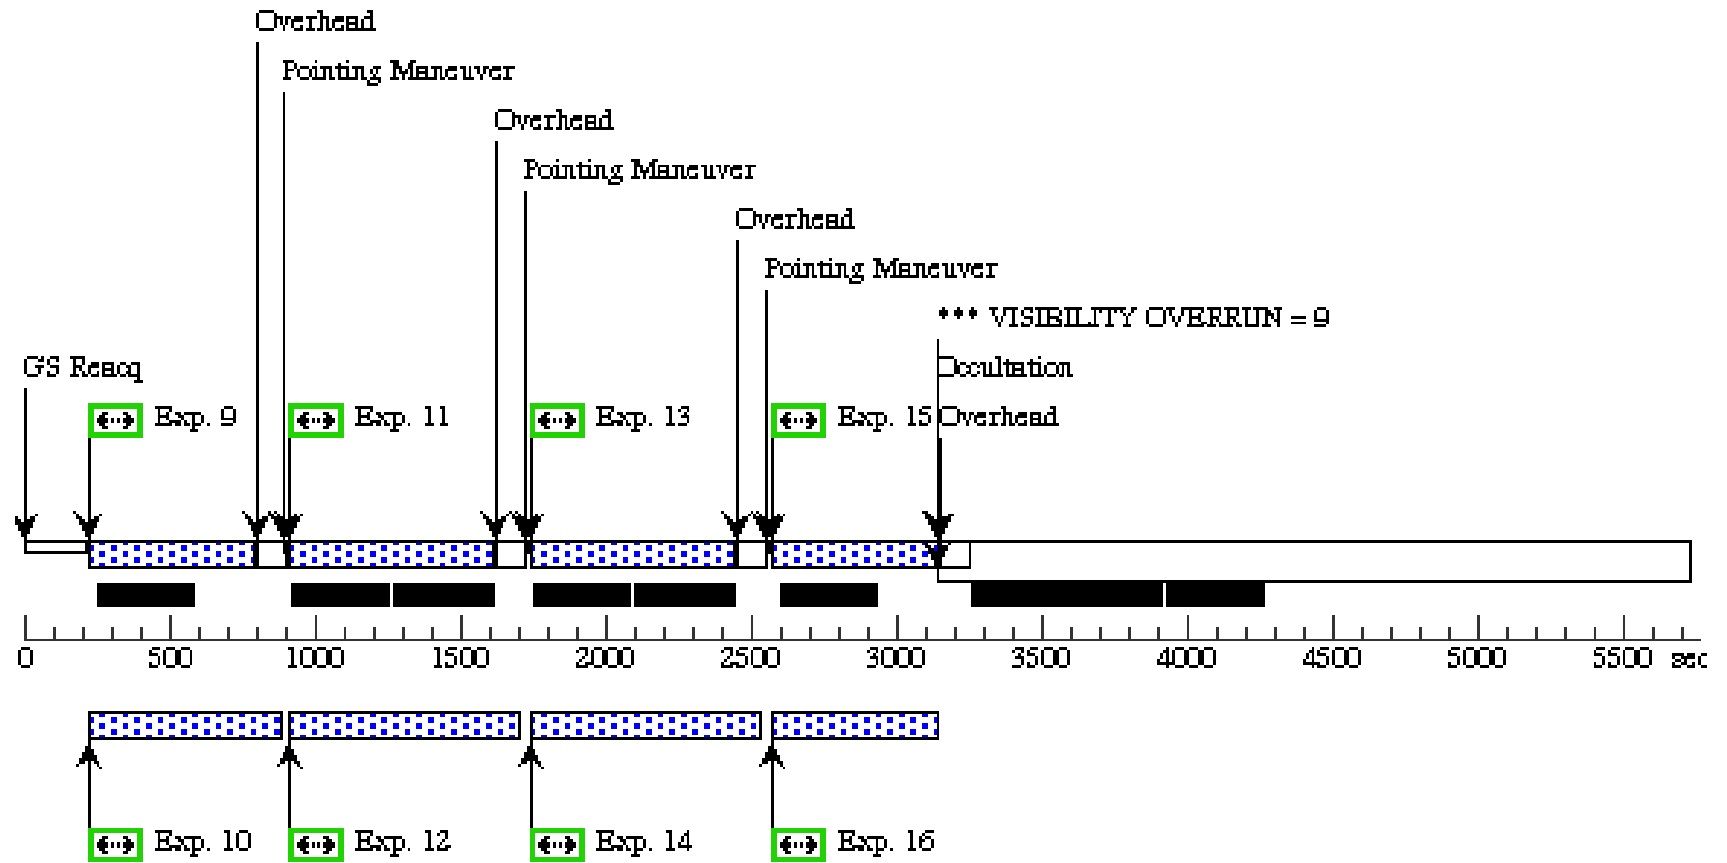 Overhead
Pointing Maneuver
Overhead
Pointing Maneuver
Overhead
Pointing Maneuver
*** VISIBILITY OVERRUN = 9
GS Reacq
Occultation
Exp. 9
Exp. 11
Exp. 13
Exp. 15
Overhead
0 500 1000 1500 2000 2500 3000 3500 4000 4500 5000 5500 sec
Exp. 10
Exp. 12
Exp. 14
Exp. 16